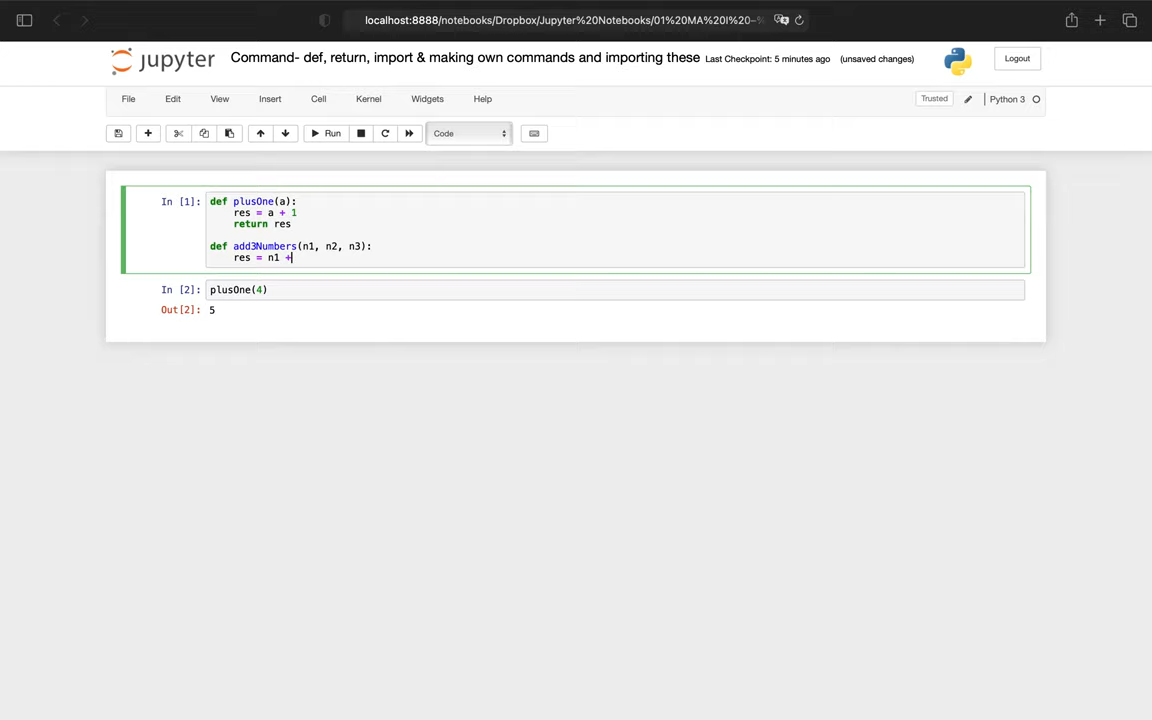 localhost:8888/notebooks/Dropbox/Jupyter%20Notebooks/01%20MA%20I%20–%
jupyter Command- def, return, import & making own commands and importing these Last Checkpoint: 5 minutes ago (unsaved changes) Logout
File Edit View Insert Cell Kernel Widgets Help Trusted Python 3
Run Code
In [1]: def plusOne(a):
res = a + 1
return res
def add3Numbers(n1, n2, n3):
res = n1 +
In [2]: plusOne(4)
Out[2]: 5